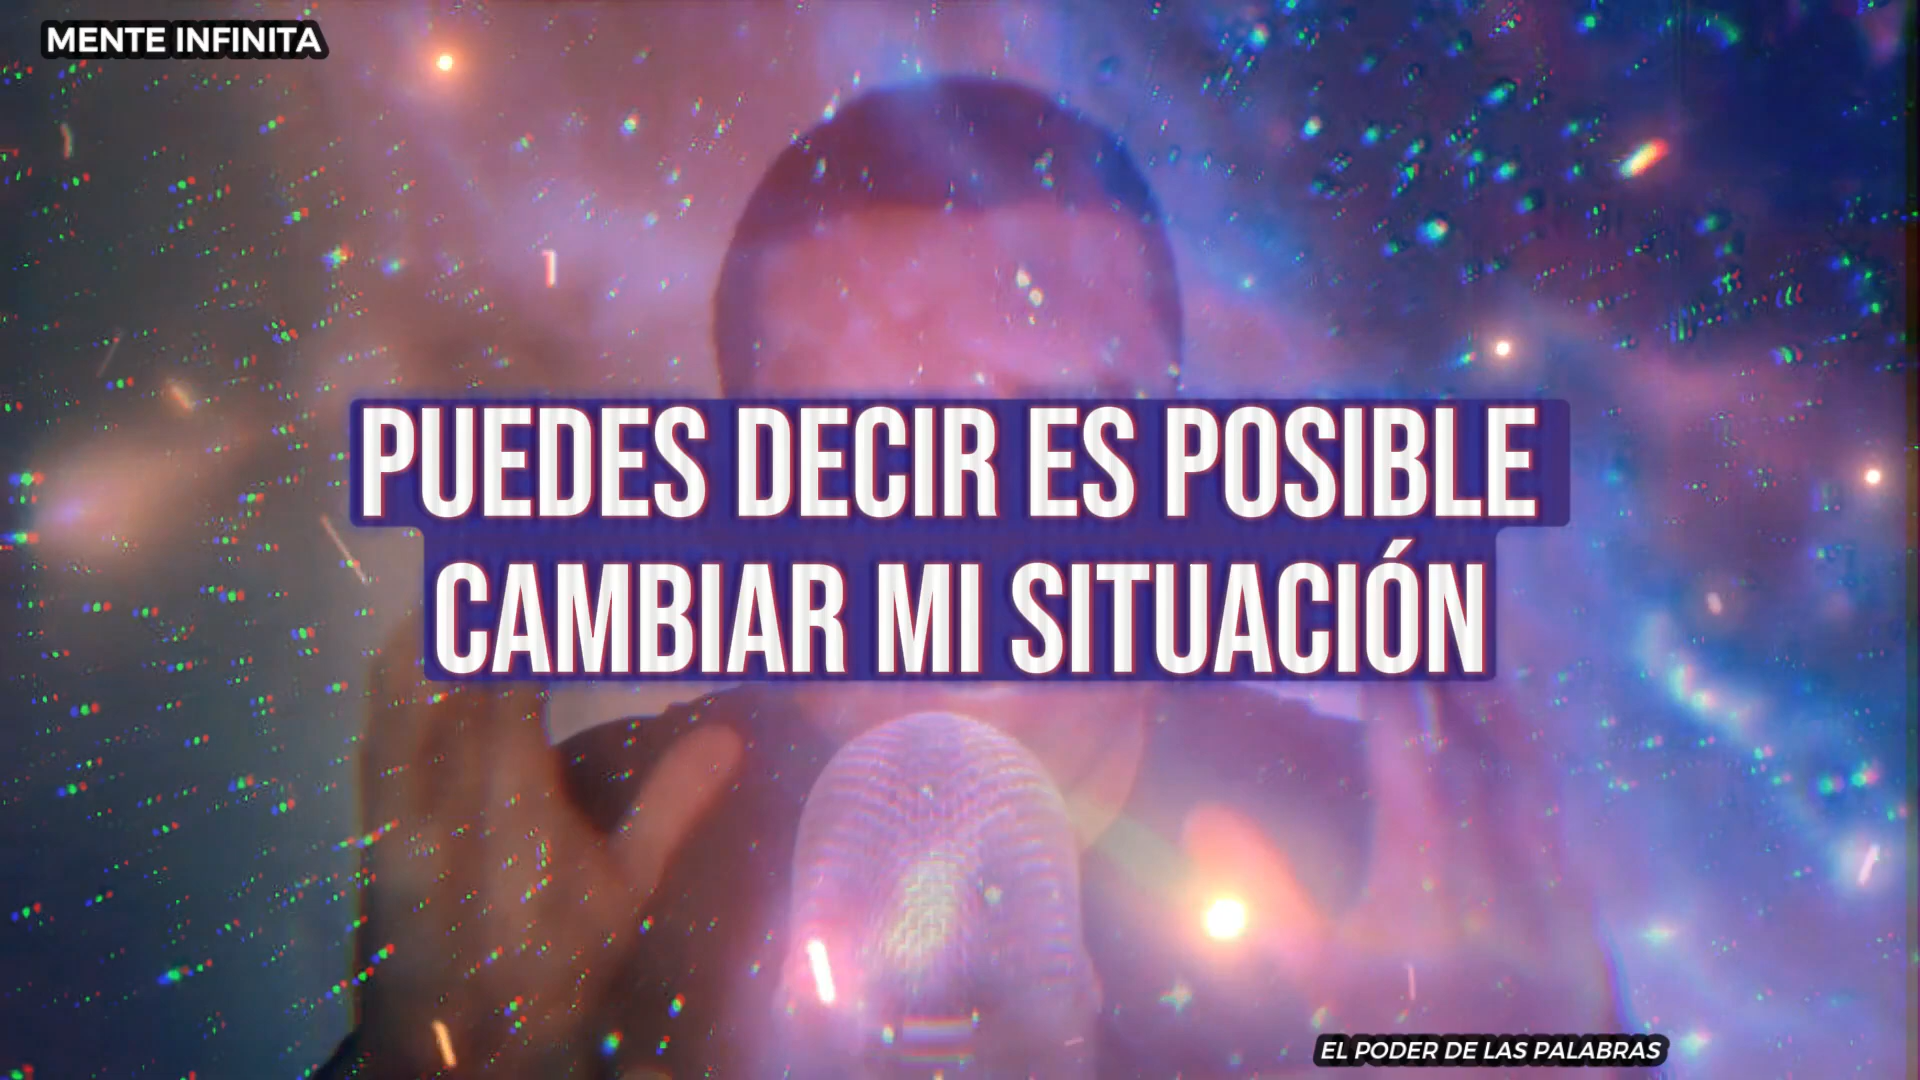 MENTE INFINITA
PUEDES DECIR ES POSIBLE
CAMBIAR MI SITUACIÓN
EL PODER DE LAS PALABRAS